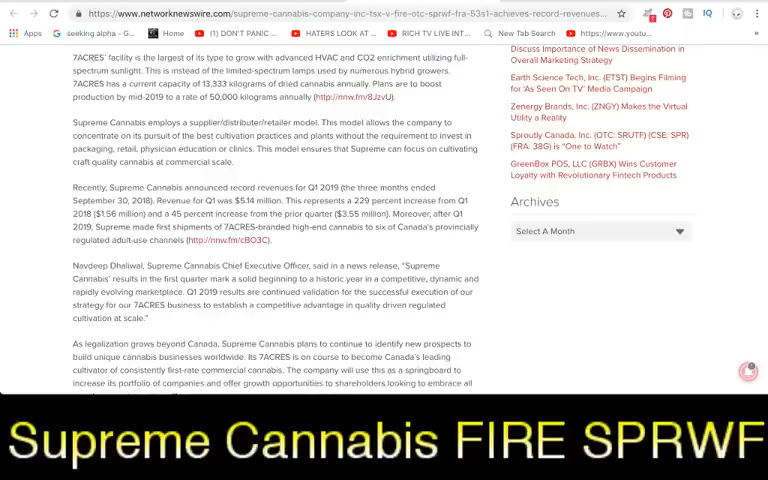 https://www.networknewswire.com/supreme-cannabis-company-inc-tsx-v-fire-otc-sprwf-fra-53s1-achieves-record-revenues...
Apps
seeking alpha - G...
Home
(1) (DON'T PANIC ...
HATERS LOOK AT ...
RICH TV LIVE INT...
New Tab Search
https://www.youtu...
IQ
7ACRES' facility is the largest of its type to grow with advanced HVAC and CO2 enrichment utilizing full-
spectrum sunlight. This is instead of the limited-spectrum lamps used by numerous hybrid growers.
7ACRES has a current capacity of 13,333 kilograms of dried cannabis annually. Plans are to boost
production by mid-2019 to a rate of 50,000 kilograms annually (http://nnw.fm/8JzvU).
Supreme Cannabis employs a supplier/distributer/retailer model. This model allows the company to
concentrate on its pursuit of the best cultivation practices and plants without the requirement to invest in
packaging, retail, physician education or clinics. This model ensures that Supreme can focus on cultivating
craft quality cannabis at commercial scale.
Recently, Supreme Cannabis announced record revenues for Q1 2019 (the three months ended
September 30, 2018). Revenue for Q1 was $5.14 million. This represents a 229 percent increase from Q1
2018 ($1.56 million) and a 45 percent increase from the prior quarter ($3.55 million). Moreover, after Q1
2019, Supreme made first shipments of 7ACRES-branded high-end cannabis to six of Canada's provincially
regulated adult-use channels (http://nnw.fm/cBO3C).
Navdeep Dhaliwal, Supreme Cannabis Chief Executive Officer, said in a news release, "Supreme
Cannabis' results in the first quarter mark a solid beginning to a historic year in a competitive, dynamic and
rapidly evolving marketplace. Q1 2019 results are continued validation for the successful execution of our
strategy for our 7ACRES business to establish a competitive advantage in quality driven regulated
cultivation at scale."
As legalization grows beyond Canada, Supreme Cannabis plans to continue to identify new prospects to
build unique cannabis businesses worldwide. Its 7ACRES is on course to become Canada's leading
cultivator of consistently first-rate commercial cannabis. The company will use this as a springboard to
increase its portfolio of companies and offer growth opportunities to shareholders looking to embrace all
Discuss Importance of News Dissemination in
Overall Marketing Strategy
Earth Science Tech, Inc. (ETST) Begins Filming
for 'As Seen On TV' Media Campaign
Zenergy Brands, Inc. (ZNGY) Makes the Virtual
Utility a Reality
Sproutly Canada, Inc. (OTC: SRUTF) (CSE: SPR)
(FRA: 38G) is "One to Watch"
GreenBox POS, LLC (GRBX) Wins Customer
Loyalty with Revolutionary Fintech Products
Archives
Select A Month
Supreme Cannabis FIRE SPRWF